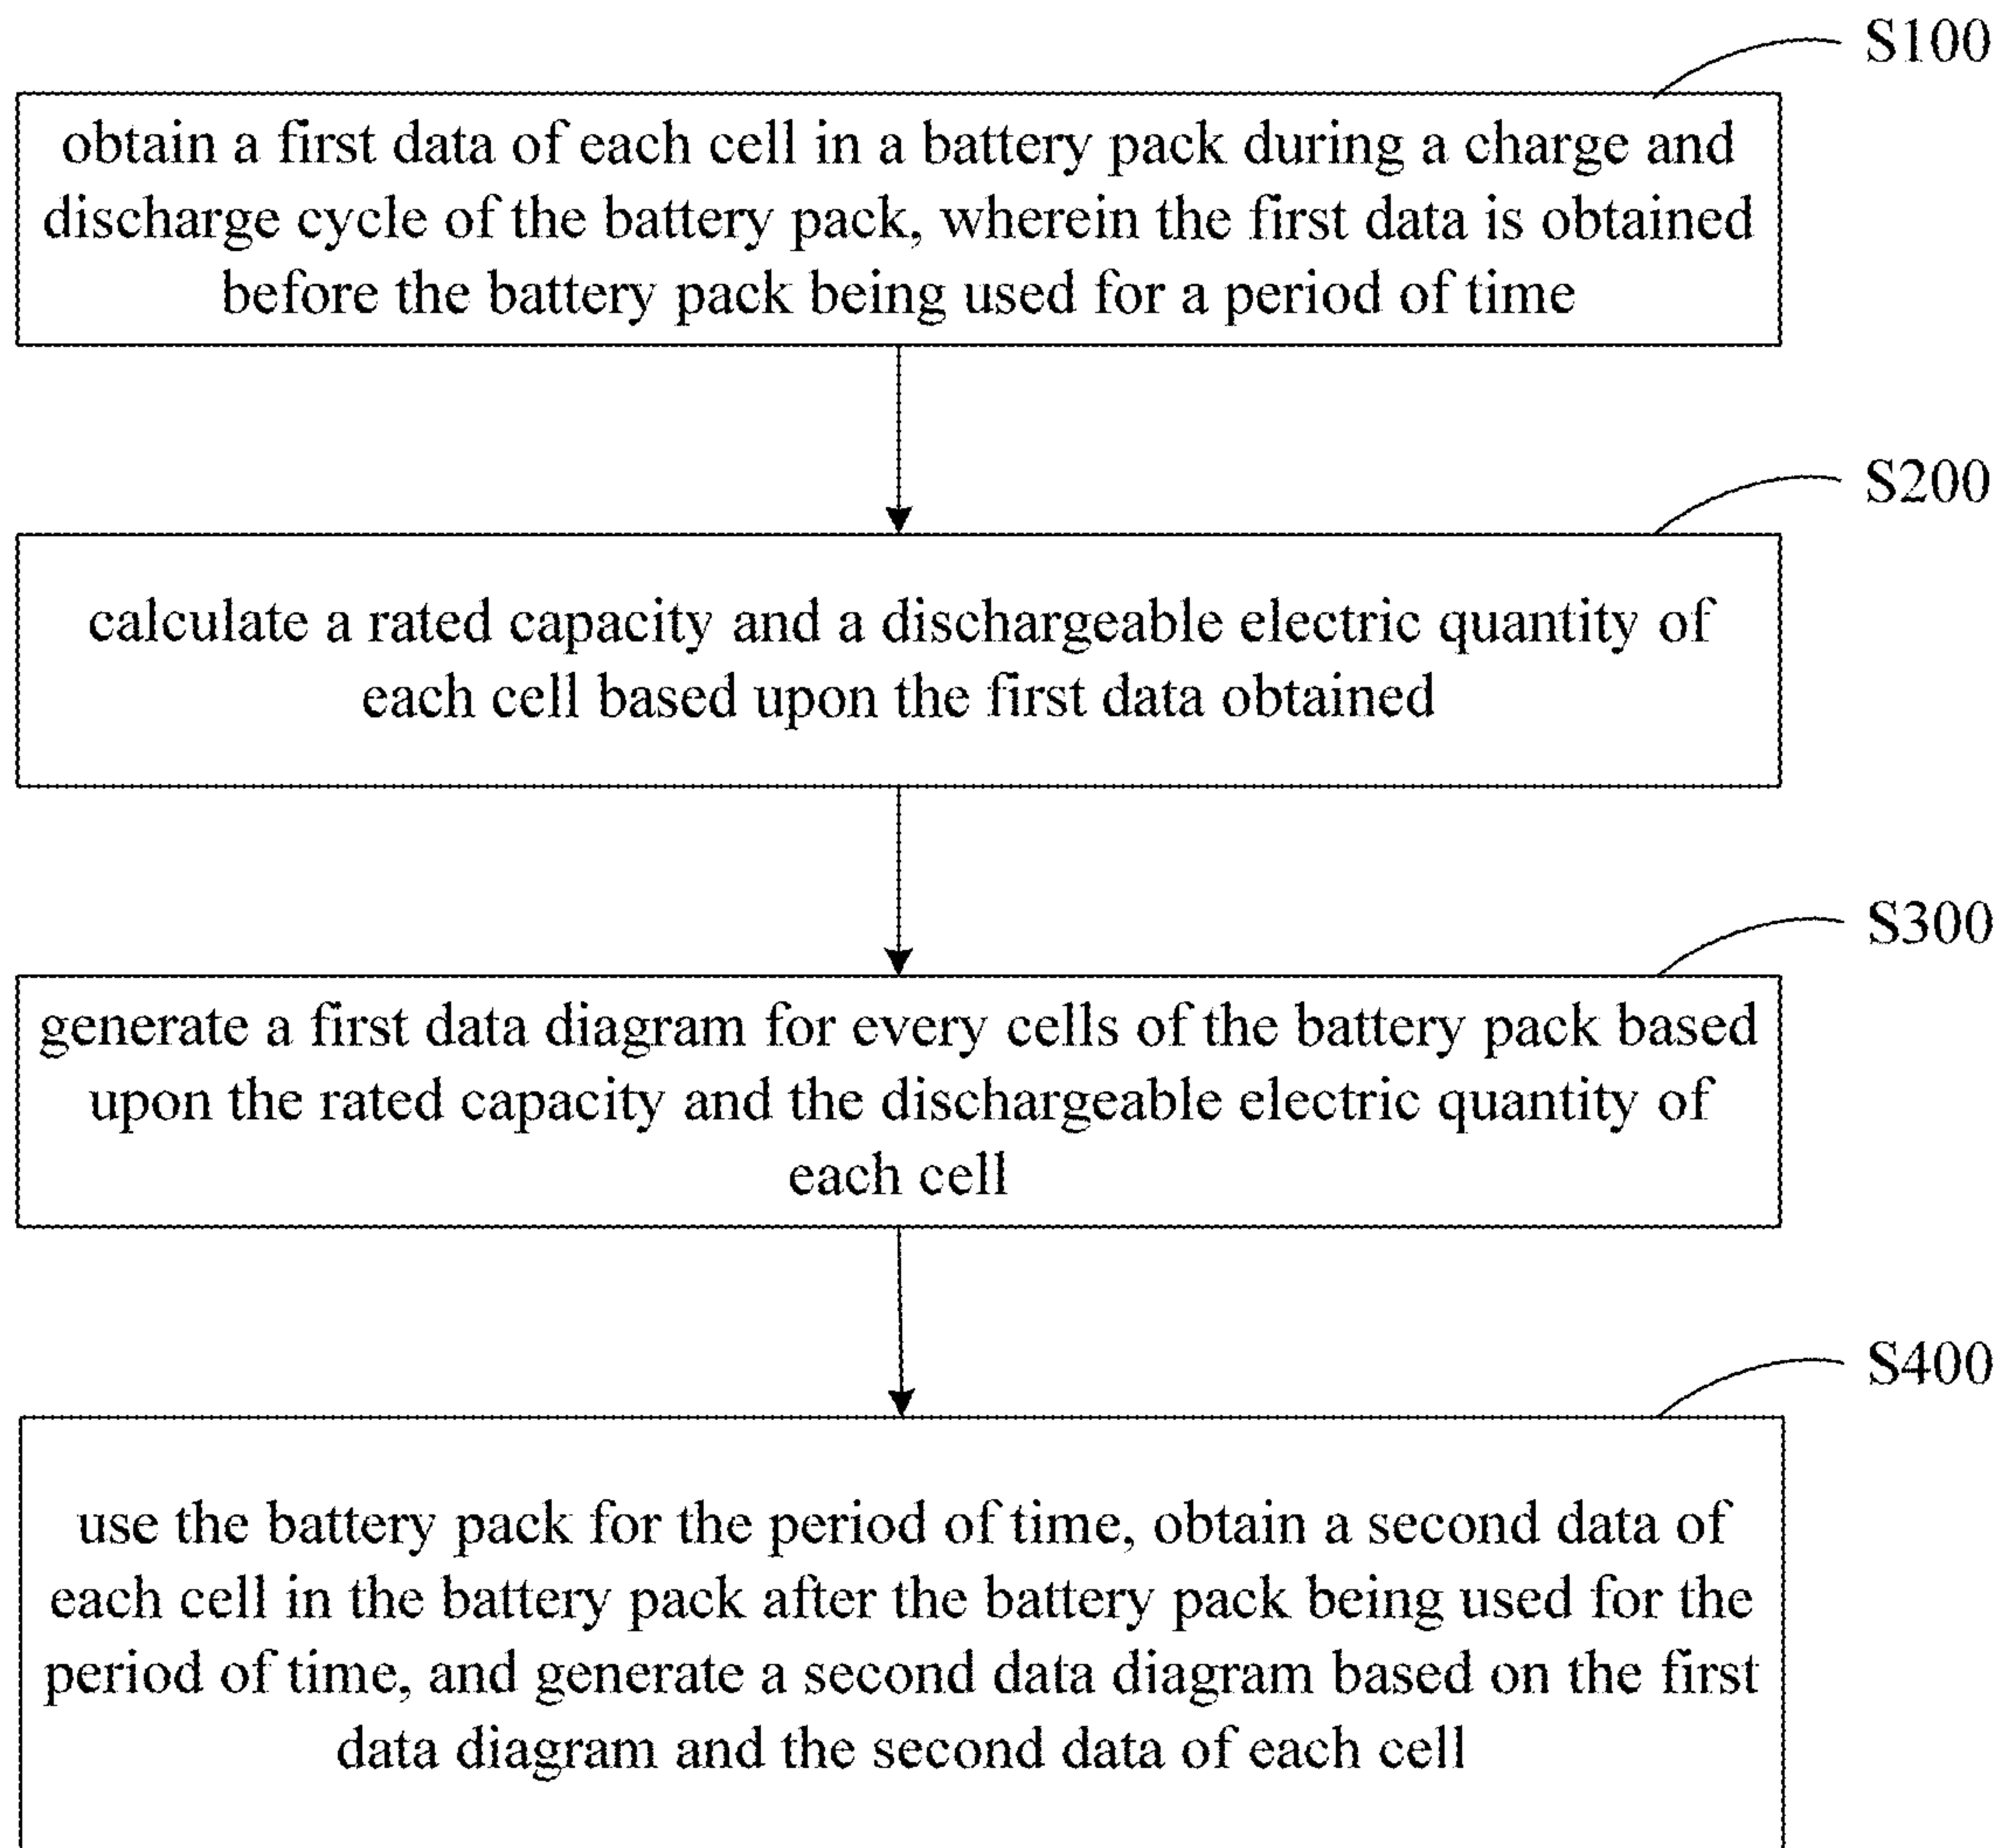 S100
obtain a first data of each cell in a battery pack during a charge and
discharge cycle of the battery pack, wherein the first data is obtained
before the battery pack being used for a period of time
S200
calculate a rated capacity and a dischargeable electric quantity of
each cell based upon the first data obtained
S300
generate a first data diagram for every cells of the battery pack based
upon the rated capacity and the dischargeable electric quantity of
each cell
S400
use the battery pack for the period of time, obtain a second data of
each cell in the battery pack after the battery pack being used for the
period of time, and generate a second data diagram based on the first
data diagram and the second data of each cell